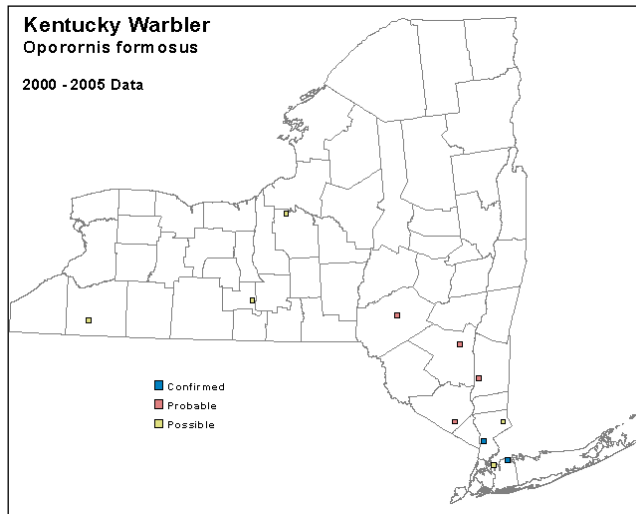 Kentucky Warbler
Oporornis formosus
2000 - 2005 Data
Confirmed
Probable
Possible